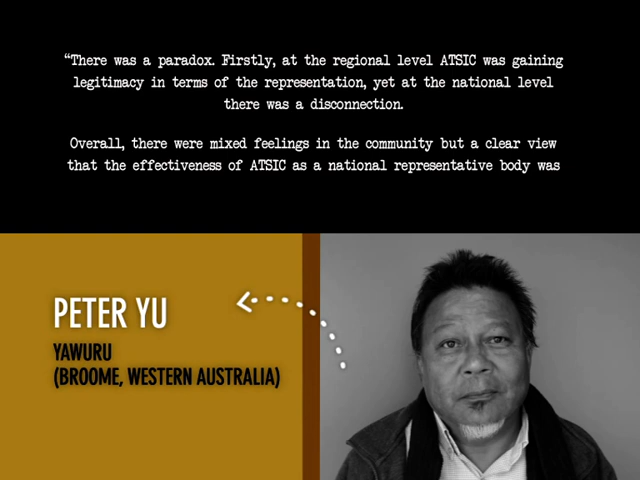 “There was a paradox. Firstly, at the regional level ATSIC was gaining
legitimacy in terms of the representation, yet at the national level
there was a disconnection.
Overall, there were mixed feelings in the community but a clear view
that the effectiveness of ATSIC as a national representative body was
PETER YU
YAWURU
(BROOME, WESTERN AUSTRALIA)